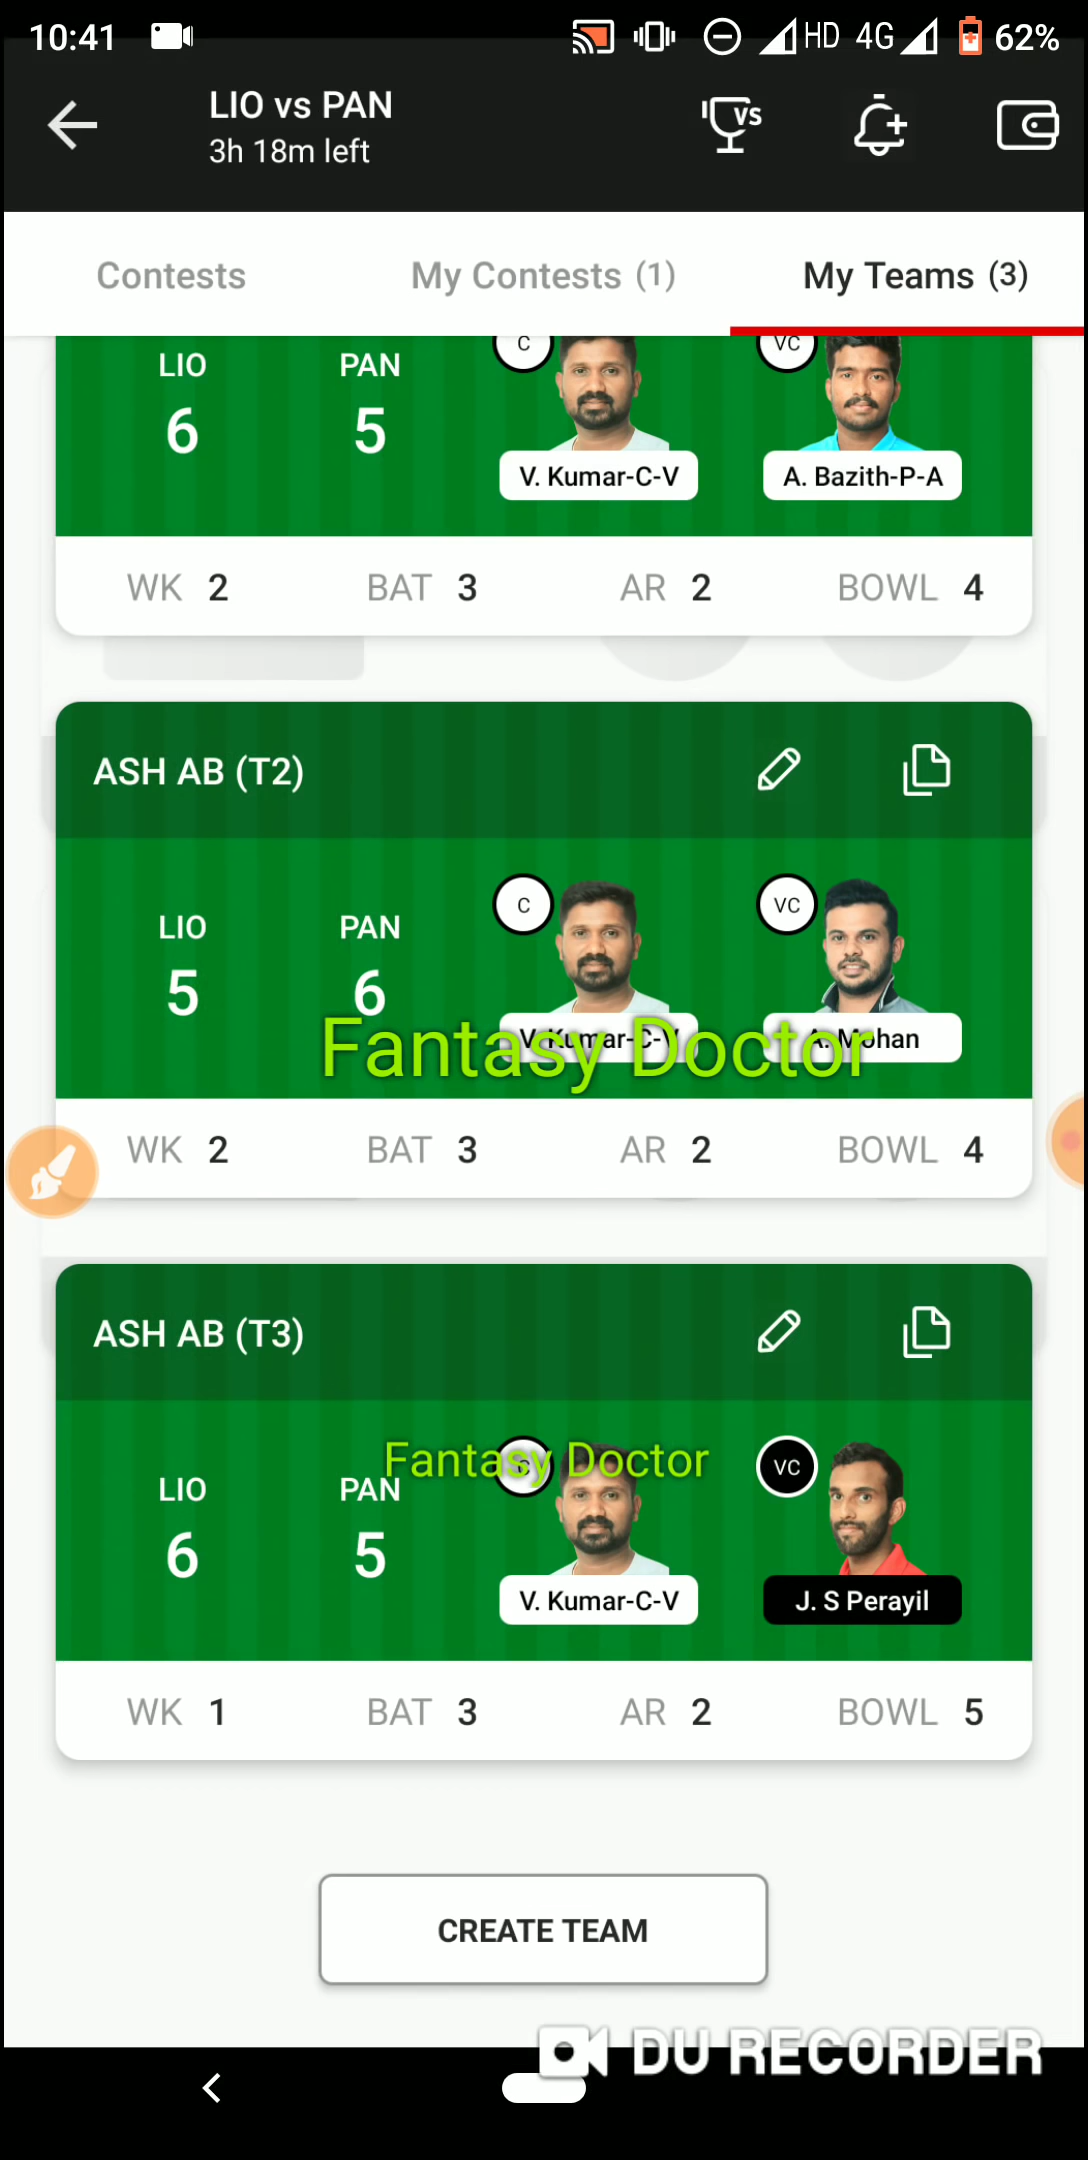 10:41 HD 4G 62%
LIO vs PAN
3h 18m left
VS
Contests My Contests (1) My Teams (3)
C VC
LIO PAN
6 5
V. Kumar-C-V A. Bazith-P-A
WK 2 BAT 3 AR 2 BOWL 4
ASH AB (T2)
C VC
LIO PAN
5 6
V. Kumar-C-V A. Mohan
Fantasy Doctor
WK 2 BAT 3 AR 2 BOWL 4
ASH AB (T3)
Fantasy Doctor
C VC
LIO PAN
6 5
V. Kumar-C-V J. S Perayil
WK 1 BAT 3 AR 2 BOWL 5
CREATE TEAM
DU RECORDER